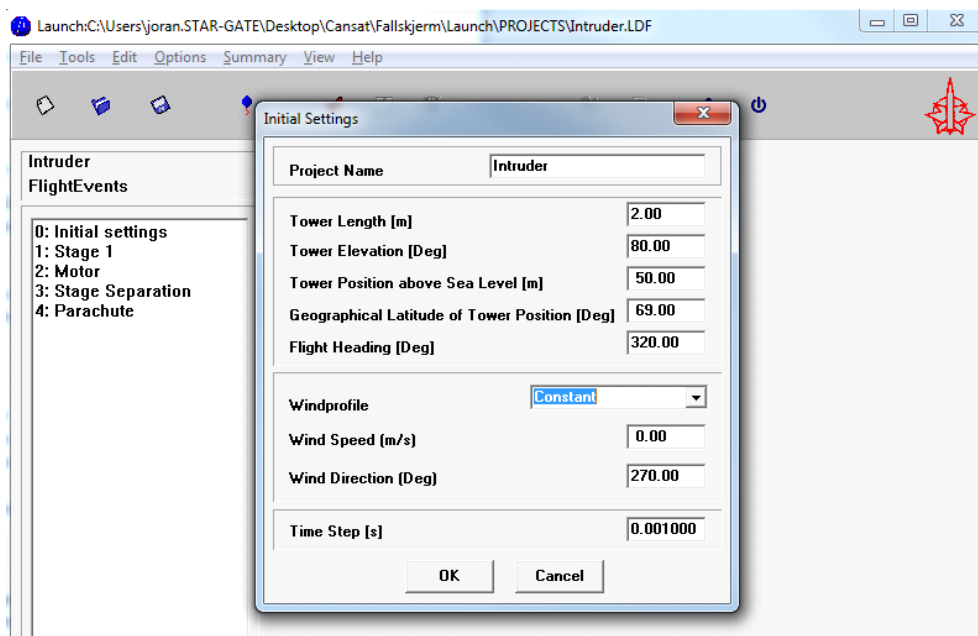 Launch:C:\Users\joran.STAR-GATE\Desktop\Cansat\Fallskjerm\Launch\PROJECTS\Intruder.LDF
File Tools Edit Options Summary View Help
Initial Settings
Intruder
FlightEvents
0: Initial settings
1: Stage 1
2: Motor
3: Stage Separation
4: Parachute
Project Name Intruder
Tower Length [m] 2.00
Tower Elevation [Deg] 80.00
Tower Position above Sea Level [m] 50.00
Geographical Latitude of Tower Position [Deg] 69.00
Flight Heading [Deg] 320.00
Windprofile Constant
Wind Speed (m/s) 0.00
Wind Direction (Deg) 270.00
Time Step [s] 0.001000
OK Cancel